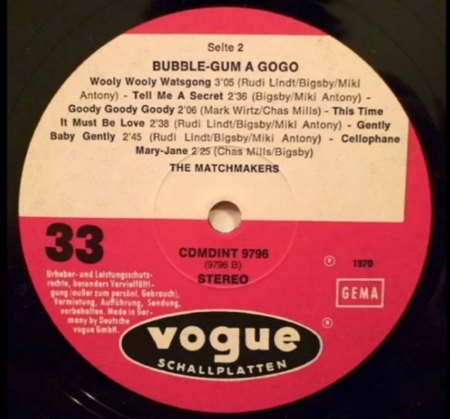 Seite 2
BUBBLE-GUM A GOGO
Wooly Wooly Watsgong 3'05 (Rudi Lindt/Bigsby/Miki
Antony) - Tell Me A Secret 2'36 (Bigsby/Miki Antony) -
Goody Goody Goody 2'06 (Mark Wirtz/Chas Mills) - This Time
It Must Be Love 2'38 (Rudi Lindt/Bigsby/Miki Antony) - Gently
Baby Gently 2'45 (Rudi Lindt/Bigsby/Miki Antony) - Cellophane
Mary-Jane 2'25 (Chas Mills/Bigsby)
THE MATCHMAKERS
33
CDMDINT 9796
(9796 B)
STEREO
Ⓟ 1970
GEMA
Urheber- und Leistungsschutz-
rechte, besonders Vervielfälti-
gung (außer zum persönl. Gebrauch),
Vermietung, Aufführung, Sendung,
vorbehalten. Made in Ger-
many by Deutsche
vogue GmbH.
®
vogue
SCHALLPLATTEN